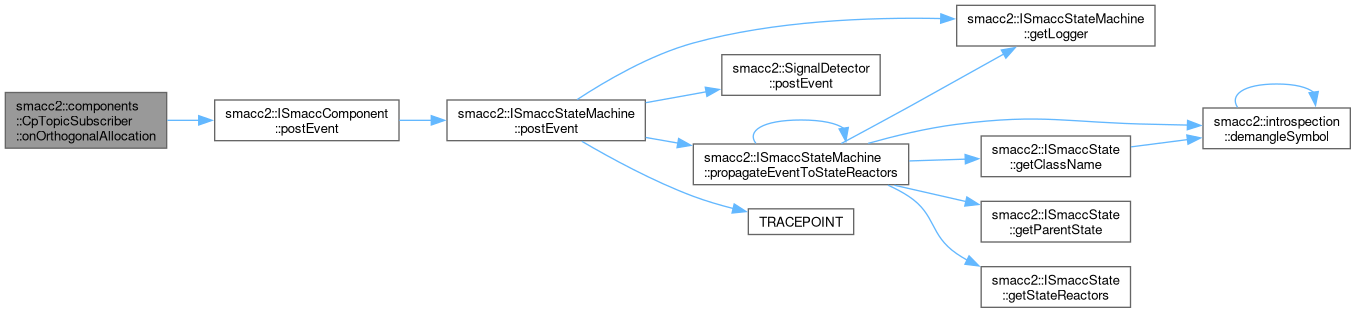 smacc2::components
::CpTopicSubscriber
::onOrthogonalAllocation
smacc2::ISmaccComponent
::postEvent
smacc2::ISmaccStateMachine
::postEvent
smacc2::ISmaccStateMachine
::getLogger
smacc2::SignalDetector
::postEvent
smacc2::ISmaccStateMachine
::propagateEventToStateReactors
TRACEPOINT
smacc2::introspection
::demangleSymbol
smacc2::ISmaccState
::getClassName
smacc2::ISmaccState
::getParentState
smacc2::ISmaccState
::getStateReactors